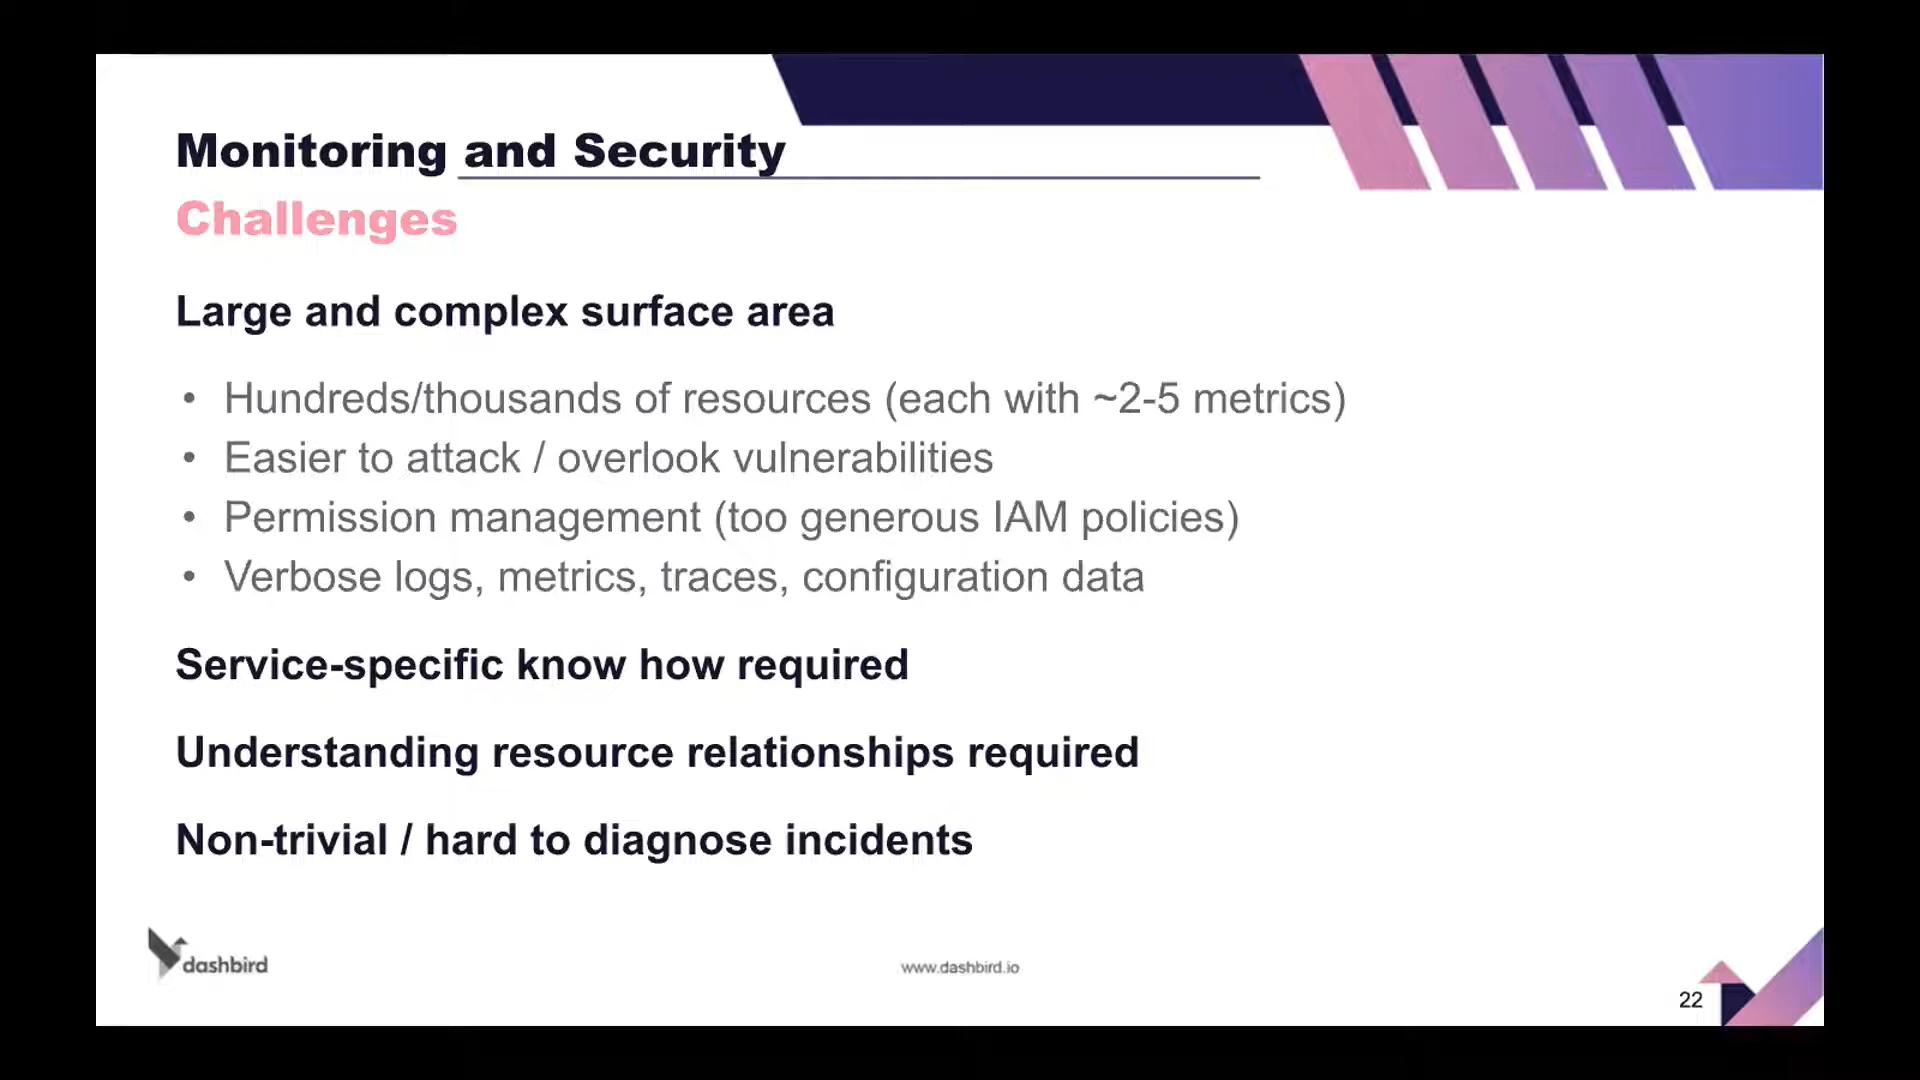 Monitoring and Security
Challenges
Large and complex surface area
• Hundreds/thousands of resources (each with ~2-5 metrics)
• Easier to attack / overlook vulnerabilities
• Permission management (too generous IAM policies)
• Verbose logs, metrics, traces, configuration data
Service-specific know how required
Understanding resource relationships required
Non-trivial / hard to diagnose incidents
dashbird
www.dashbird.io
22